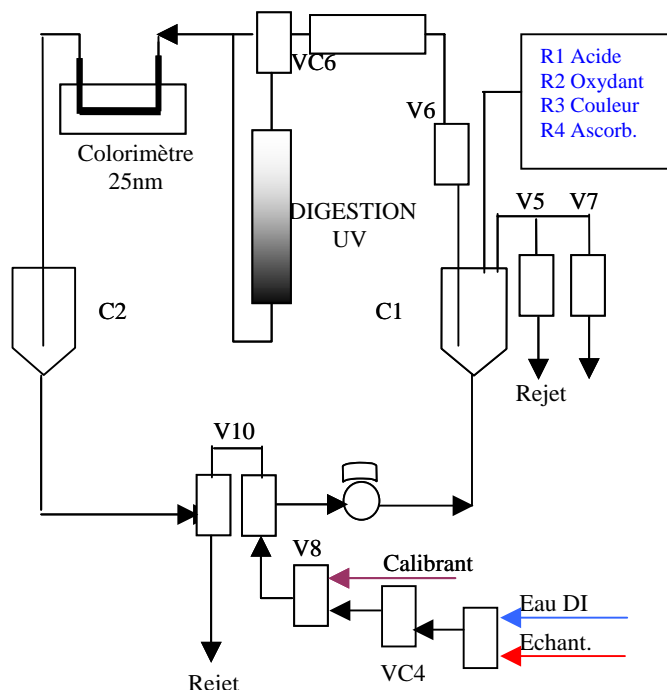 R1 Acide
R2 Oxydant
R3 Couleur
R4 Ascorb.
VC6
V6
Colorimètre
25nm
DIGESTION
UV
V5
V7
C2
C1
Rejet
V10
V8
Calibrant
Eau DI
Echant.
VC4
Rejet